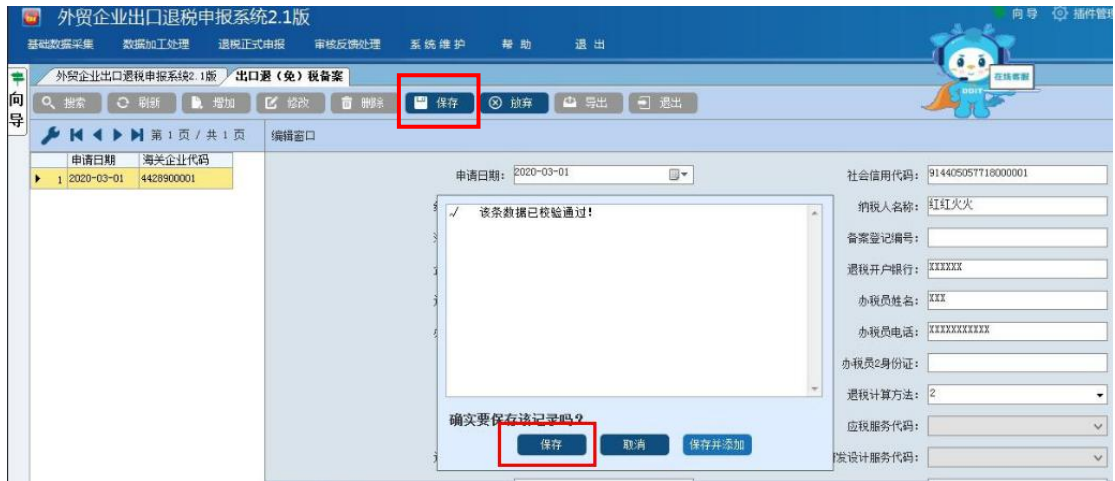 外贸企业出口退税申报系统2.1版
向导 插件管理
基础数据采集 数据加工处理 退税正式申报 审核反馈处理 系统维护 帮助 退出
在线客服
向导
外贸企业出口退税申报系统2.1版 出口退(免)税备案
搜索 刷新 增加 修改 删除 保存 放弃 导出 退出
第 1 页 / 共 1 页 编辑窗口
申请日期 海关企业代码
1 2020-03-01 4428900001
申请日期: 2020-03-01 社会信用代码: 914405057718000001
√ 该条数据已校验通过!
纳税人名称: 红红火火
备案登记编号:
退税开户银行: XXXXXX
办税员姓名: XXX
办税员电话: XXXXXXXXXXX
办税员2身份证:
退税计算方法: 2
确实要保存该记录吗?
应税服务代码:
保存 取消 保存并添加
发设计服务代码: